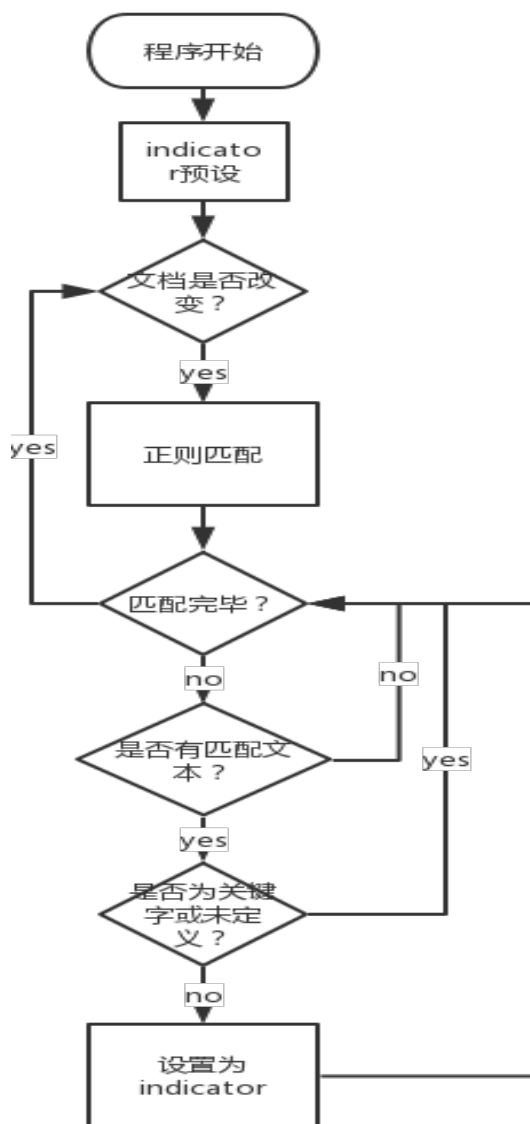 程序开始
indicato
r预设
文档是否改
变？
yes
正则匹配
yes
匹配完毕？
no
no
是否有匹配文
本？
yes
yes
是否为关键
字或未定
义？
no
设置为
indicator